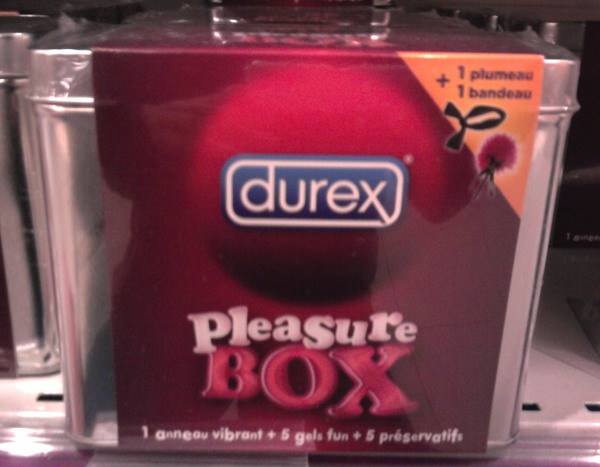 + 1 plumeau
1 bandeau
durex
Pleasure
BOX
1 anneau vibrant + 5 gels fun + 5 préservatifs